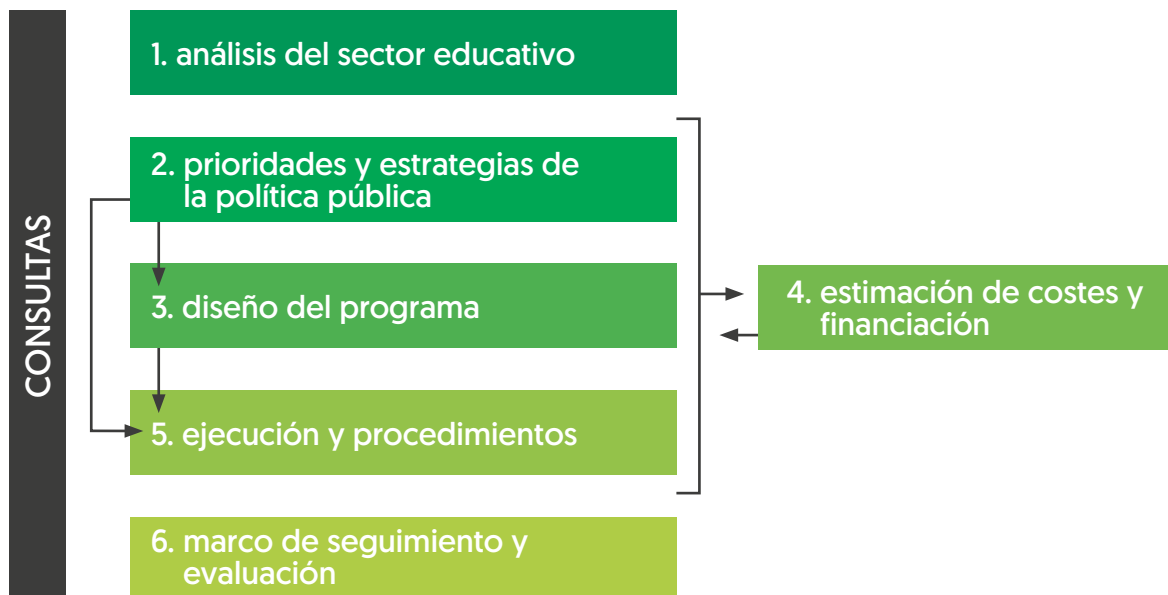 CONSULTAS
1. análisis del sector educativo
2. prioridades y estrategias de
la política pública
3. diseño del programa
4. estimación de costes y
financiación
5. ejecución y procedimientos
6. marco de seguimiento y
evaluación